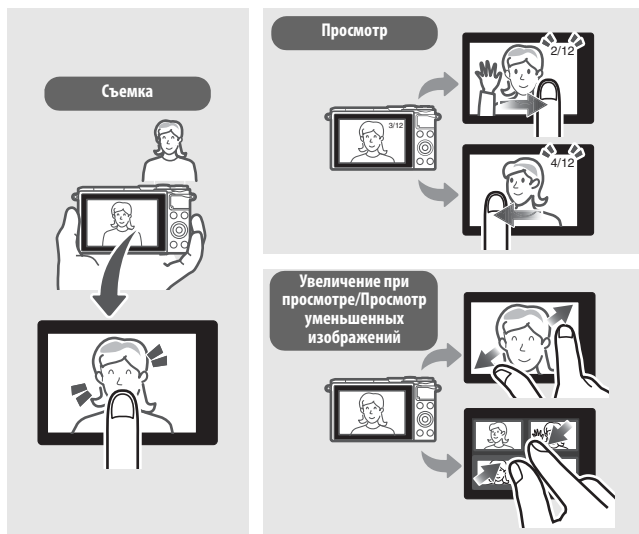 Съемка
Просмотр
3/12
2/12
4/12
Увеличение при
просмотре/Просмотр
уменьшенных
изображений